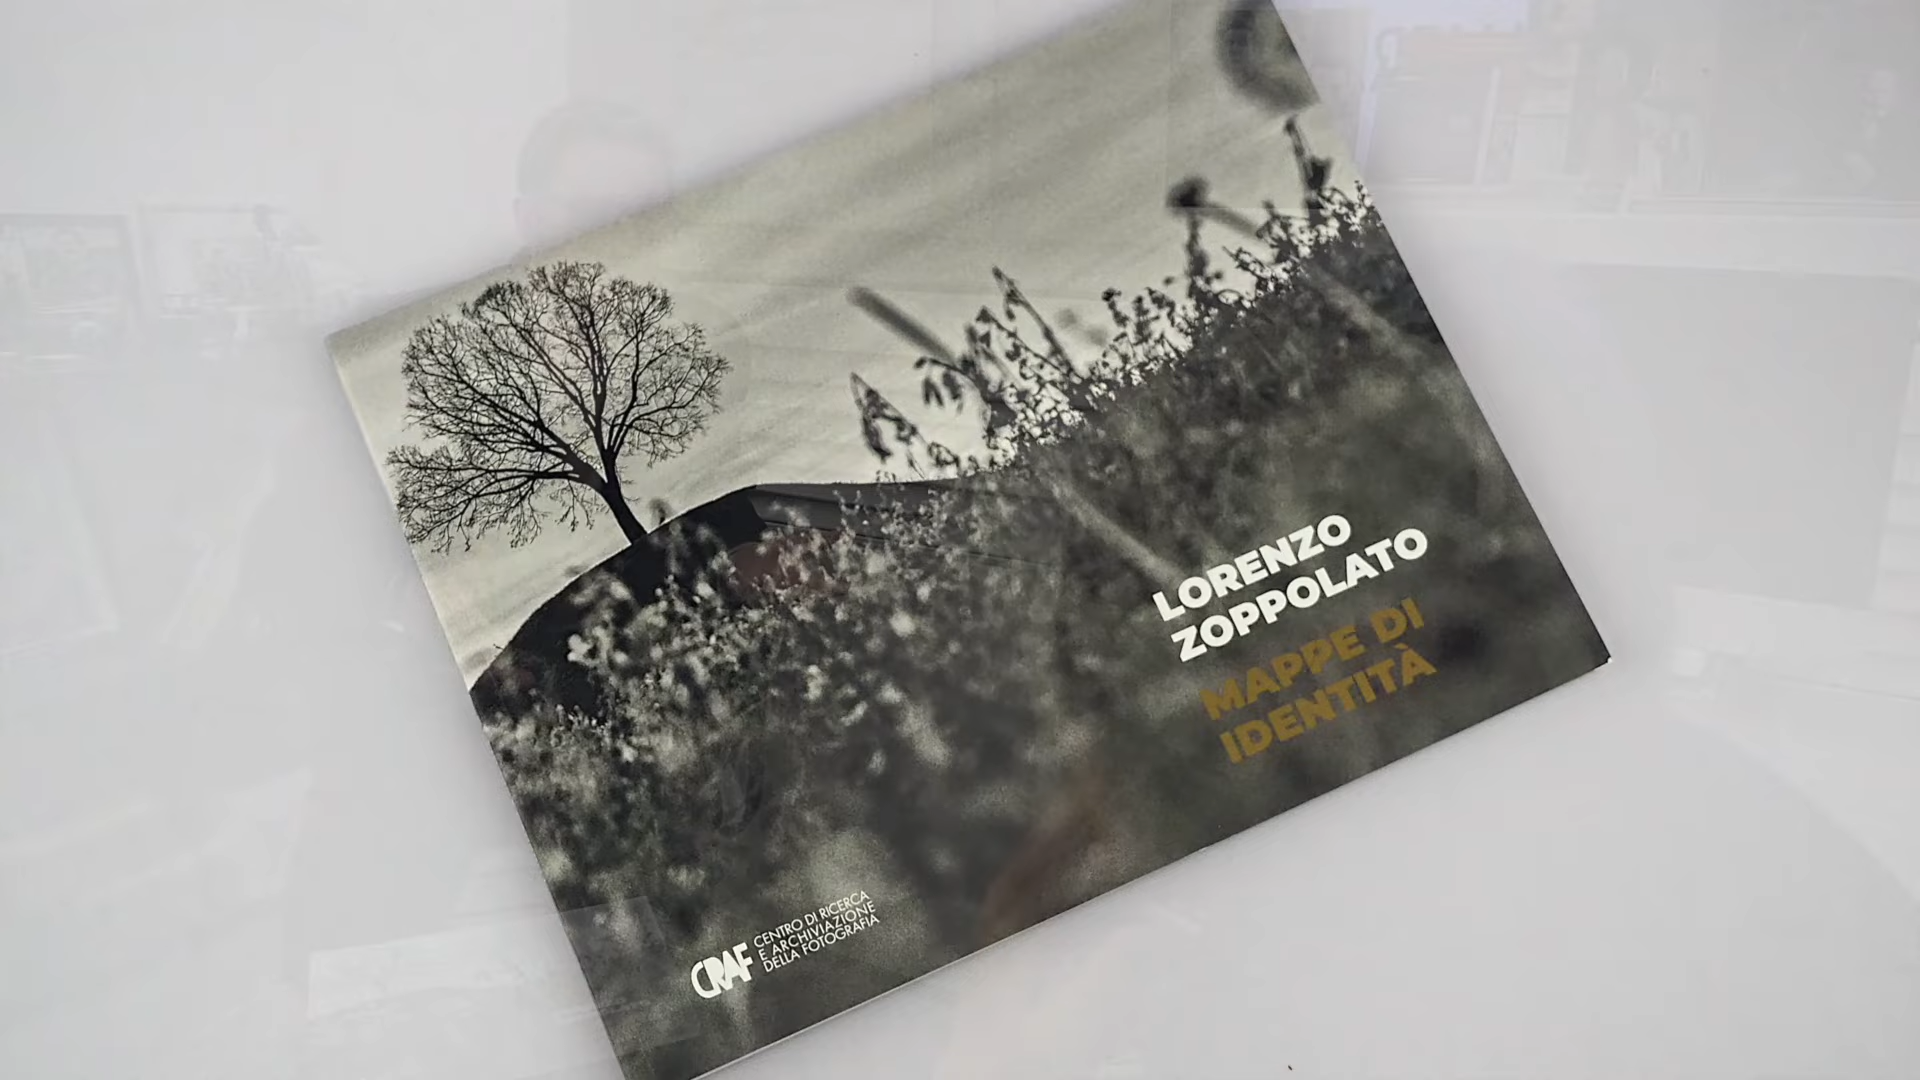 LORENZO
ZOPPOLATO
MAPPE DI
IDENTITÀ
CRAF
CENTRO DI RICERCA
E ARCHIVIAZIONE
DELLA FOTOGRAFIA